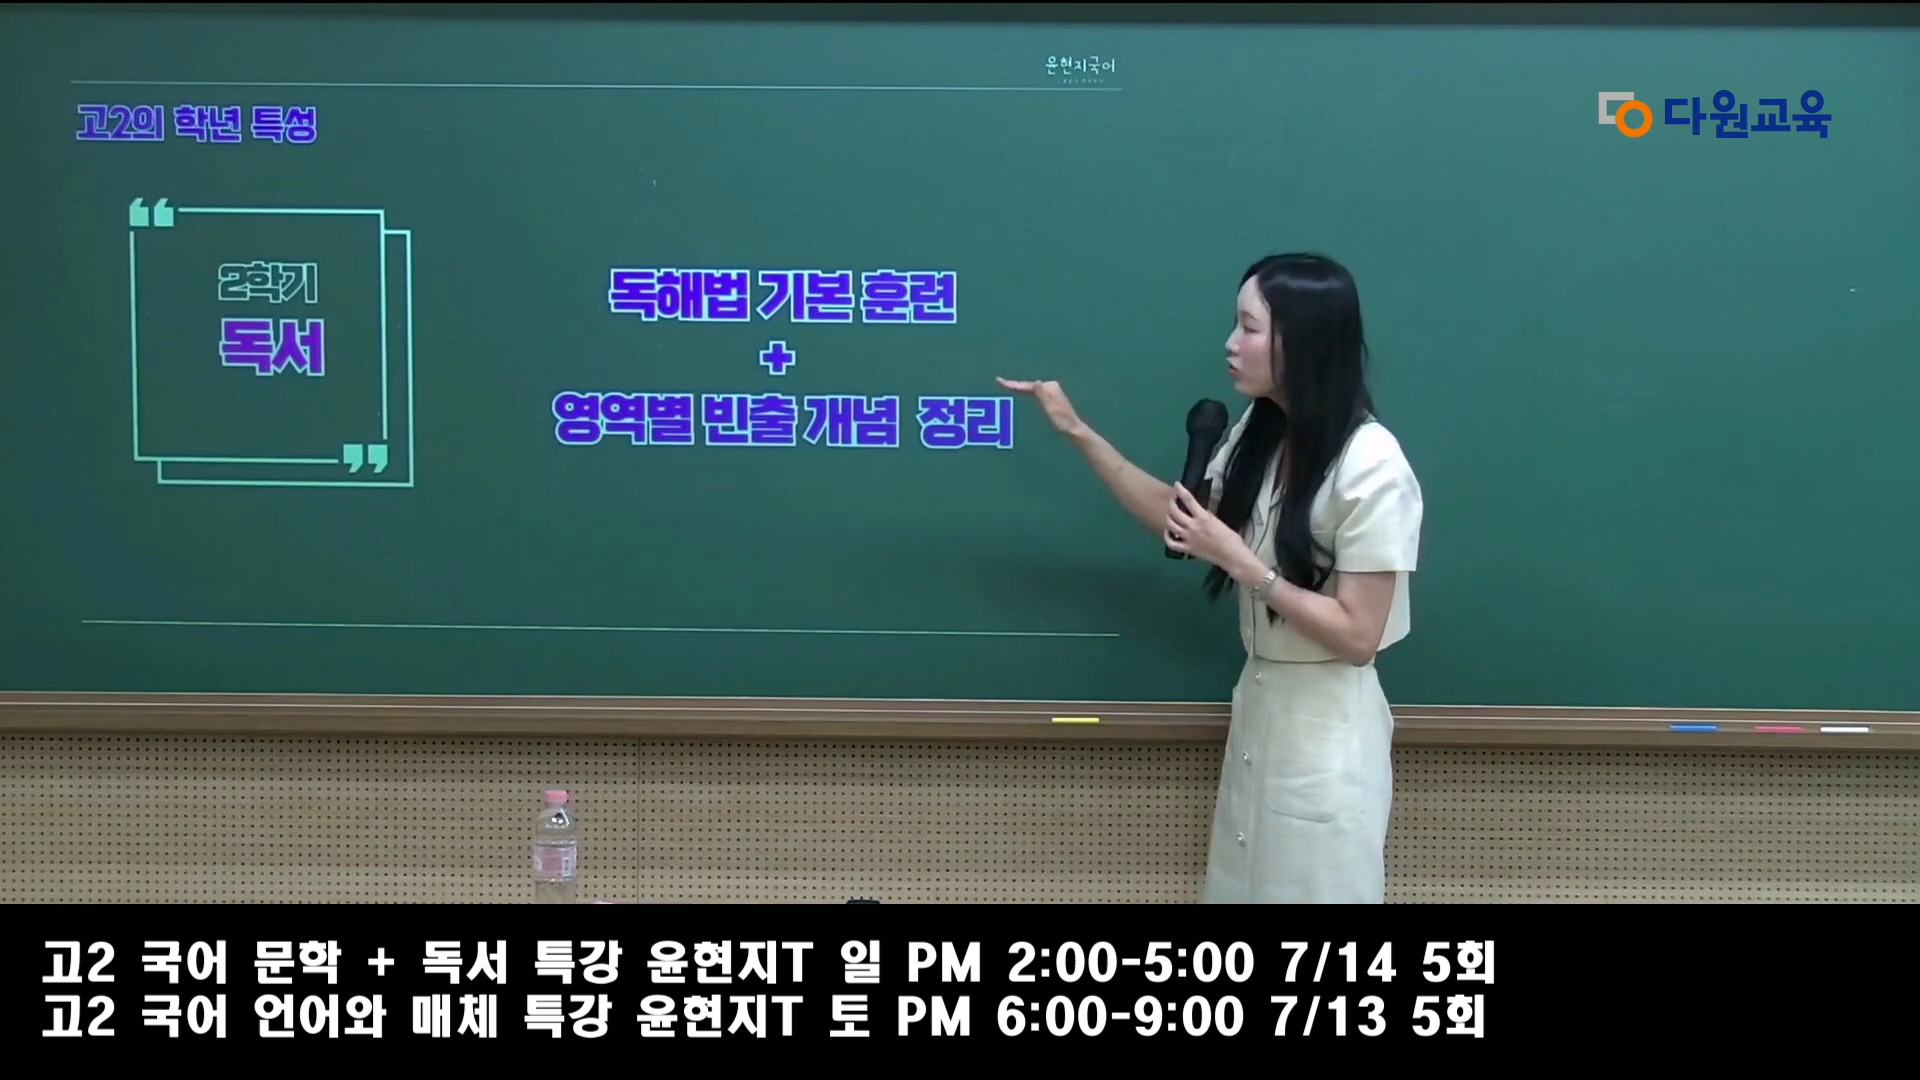 윤현지국어
다원교육
고2의 학년 특성
2학기
독서
독해법 기본 훈련
+
영역별 빈출 개념 정리
고2 국어 문학 + 독서 특강 윤현지T 일 PM 2:00-5:00 7/14 5회
고2 국어 언어와 매체 특강 윤현지T 토 PM 6:00-9:00 7/13 5회